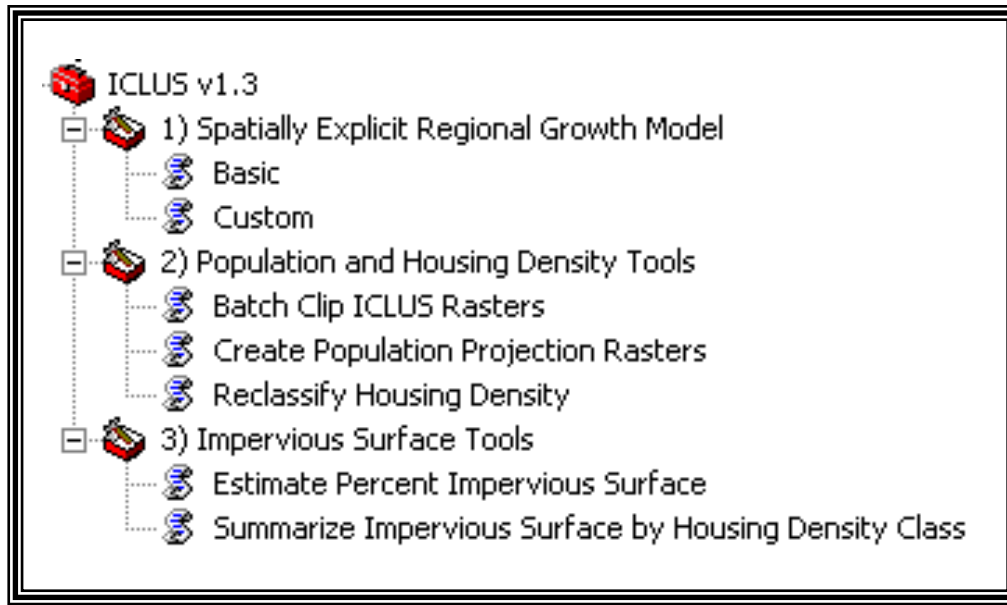 ICLUS v1.3
1) Spatially Explicit Regional Growth Model
Basic
Custom
2) Population and Housing Density Tools
Batch Clip ICLUS Rasters
Create Population Projection Rasters
Reclassify Housing Density
3) Impervious Surface Tools
Estimate Percent Impervious Surface
Summarize Impervious Surface by Housing Density Class